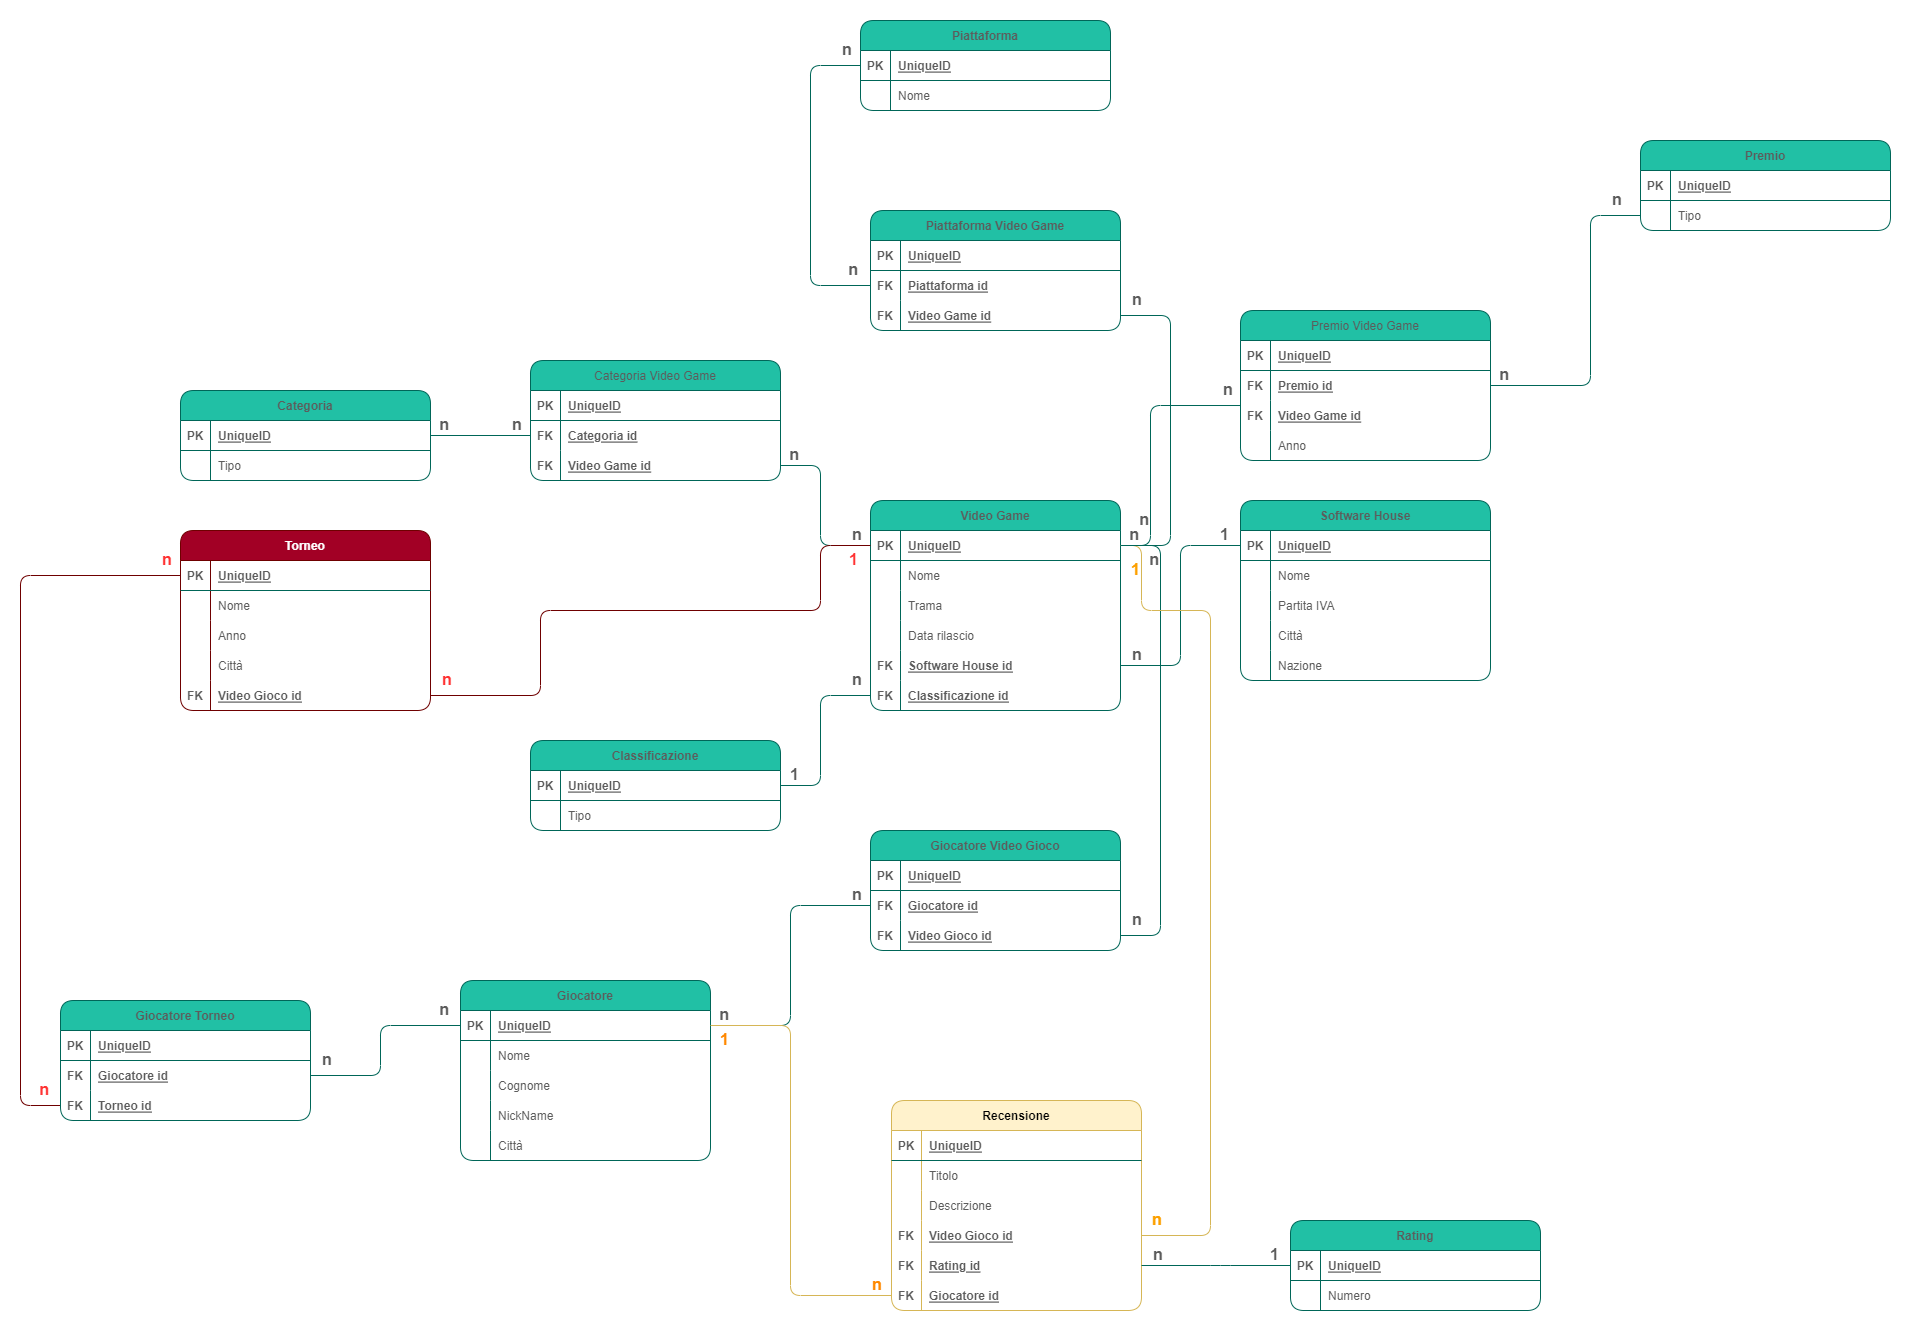 Piattaforma
n
PK UniqueID
Nome
Premio
PK UniqueID
n
Tipo
Piattaforma Video Game
PK UniqueID
n
FK Piattaforma id
n
FK Video Game id
Premio Video Game
PK UniqueID
n
FK Premio id
n
FK Video Game id
Anno
Categoria Video Game
PK UniqueID
n
FK Categoria id
n
FK Video Game id
Categoria
n
PK UniqueID
Tipo
Torneo
n
PK UniqueID
Nome
Anno
Città
n
FK Video Gioco id
Video Game
n
n
n
PK UniqueID
1
1
n
Nome
Trama
Data rilascio
n
FK Software House id
n
FK Classificazione id
Software House
1
PK UniqueID
Nome
Partita IVA
Città
Nazione
Classificazione
1
PK UniqueID
Tipo
Giocatore Video Gioco
PK UniqueID
n
FK Giocatore id
n
FK Video Gioco id
Giocatore Torneo
PK UniqueID
n
FK Giocatore id
n
FK Torneo id
Giocatore
n
n
PK UniqueID
1
Nome
Cognome
NickName
Città
Recensione
PK UniqueID
Titolo
Descrizione
n
FK Video Gioco id
n
FK Rating id
n
FK Giocatore id
Rating
1
PK UniqueID
Numero